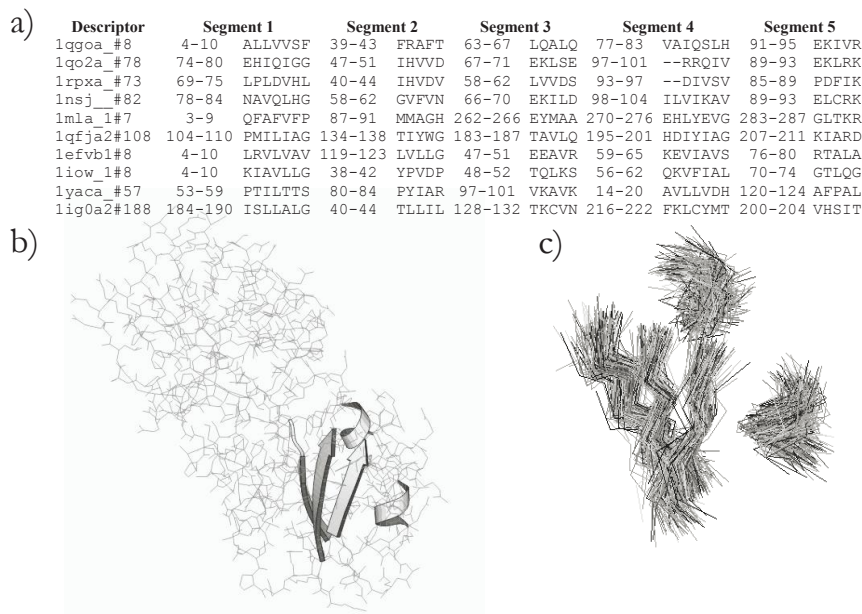 a)
Descriptor Segment 1 Segment 2 Segment 3 Segment 4 Segment 5
1qgoa_#8 4-10 ALLVVSF 39-43 FRAFT 63-67 LQALQ 77-83 VAIQSLH 91-95 EKIVR
1qo2a_#78 74-80 EHIQIGG 47-51 IHVVD 67-71 EKLSE 97-101 --RRQIV 89-93 EKLRK
1rpxa_#73 69-75 LPLDVHL 40-44 IHVDV 58-62 LVVDS 93-97 --DIVSV 85-89 PDFIK
1nsj__#82 78-84 NAVQLHG 58-62 GVFVN 66-70 EKILD 98-104 ILVIKAV 89-93 ELCRK
1mla_1#7 3-9 QFAFVFP 87-91 MMAGH 262-266 EYMAA 270-276 EHLYEVG 283-287 GLTKR
1qfja2#108 104-110 PMILIAG 134-138 TIYWG 183-187 TAVLQ 195-201 HDIYIAG 207-211 KIARD
1efvb1#8 4-10 LRVLVAV 119-123 LVLLG 47-51 EEAVR 59-65 KEVIAVS 76-80 RTALA
1iow_1#8 4-10 KIAVLLG 38-42 YPVDP 48-52 TQLKS 56-62 QKVFIAL 70-74 GTLQG
1yaca_#57 53-59 PTILTTS 80-84 PYIAR 97-101 VKAVK 14-20 AVLLVDH 120-124 AFPAL
1ig0a2#188 184-190 ISLLALG 40-44 TLLIL 128-132 TKCVN 216-222 FKLCYMT 200-204 VHSIT
b)
c)